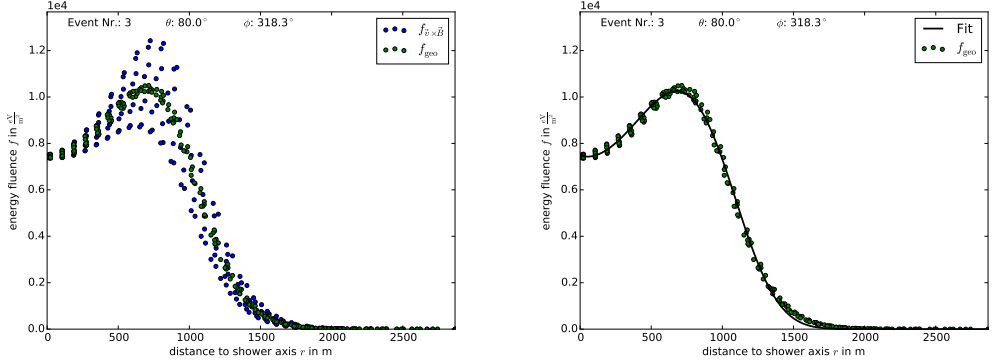 1e4
Event Nr.: 3 θ: 80.0° ϕ: 318.3°
f_{v⃗×B⃗}
f_geo
1.2
1.0
0.8
0.6
0.4
0.2
0.0
energy fluence f in eV/m²
0 500 1000 1500 2000 2500
distance to shower axis r in m
1e4
Event Nr.: 3 θ: 80.0° ϕ: 318.3°
Fit
f_geo
1.2
1.0
0.8
0.6
0.4
0.2
0.0
energy fluence f in eV/m²
0 500 1000 1500 2000 2500
distance to shower axis r in m